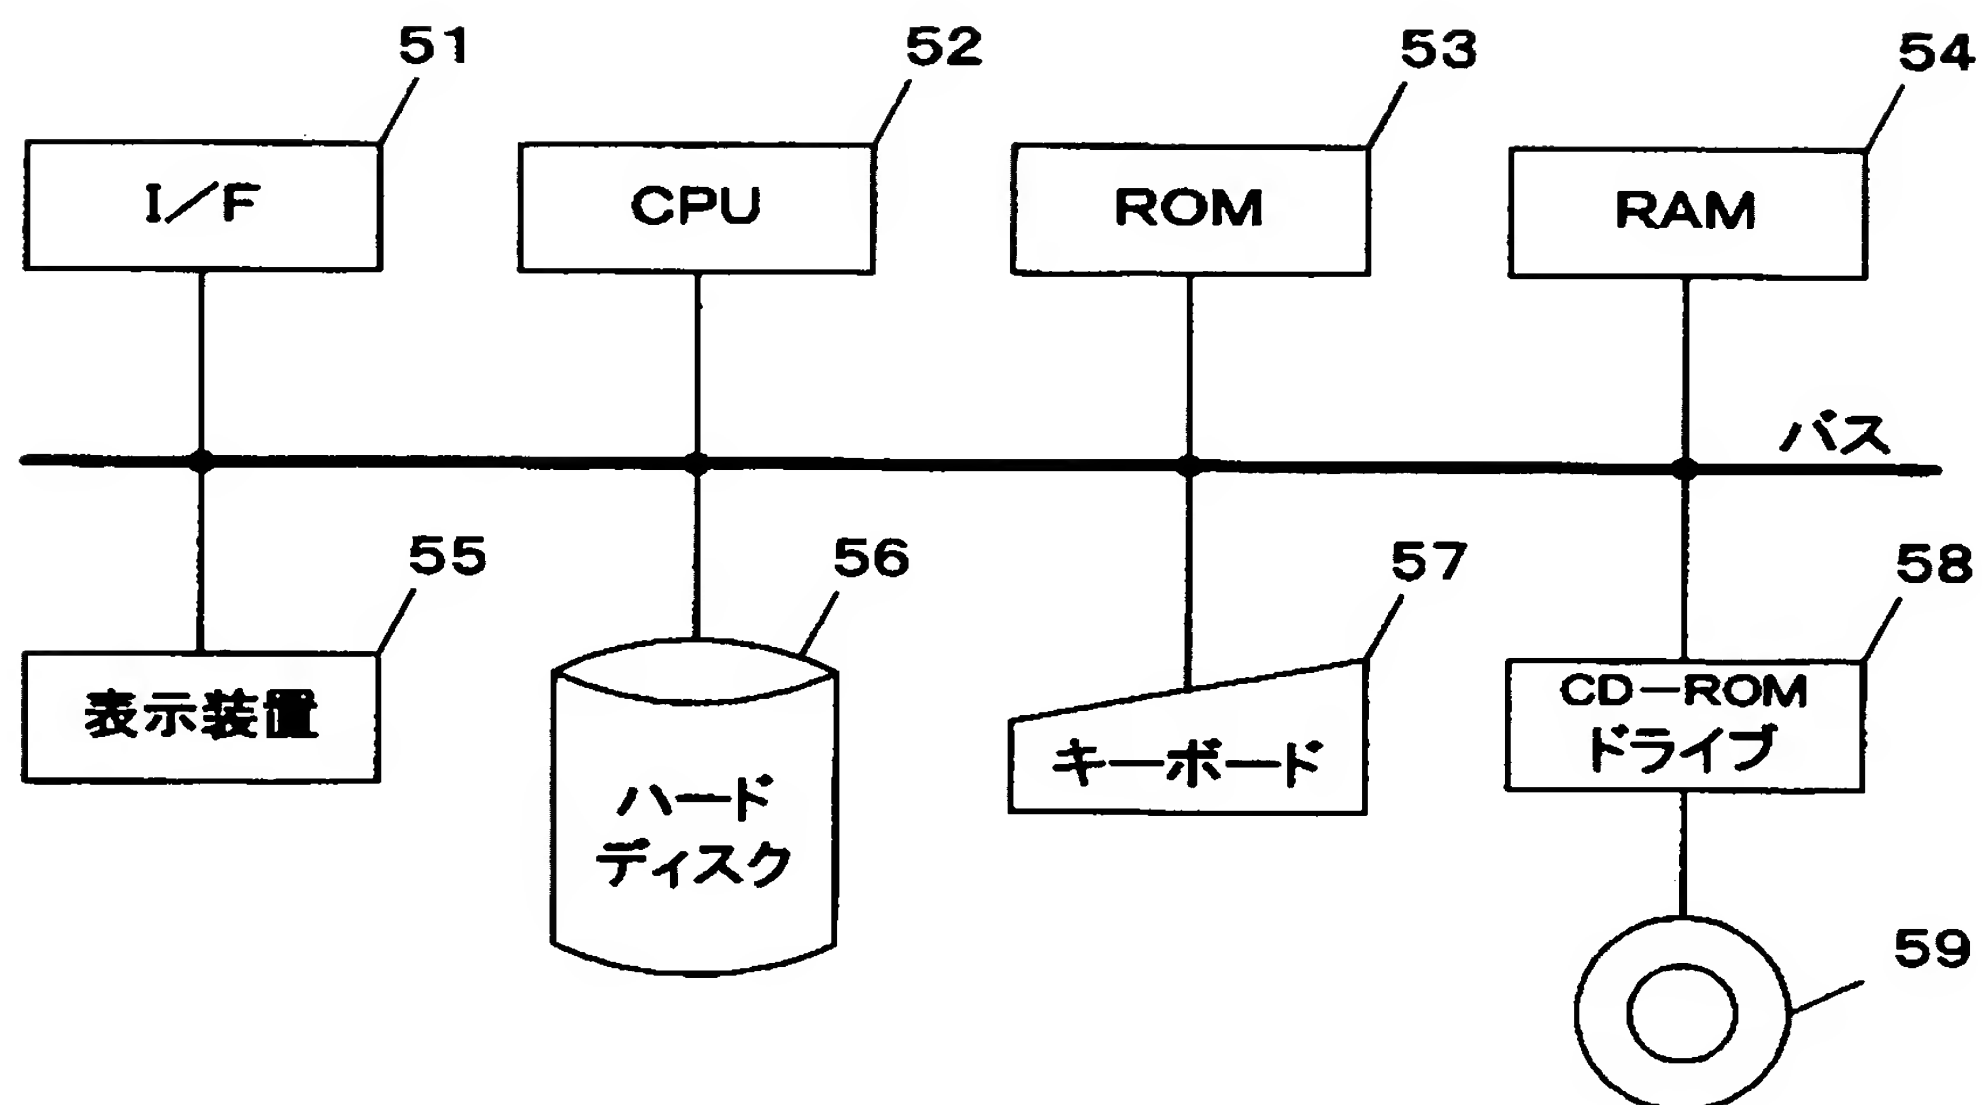 51
52
53
54
I/F
CPU
ROM
RAM
バス
55
56
57
58
表示装置
ハード
ディスク
キーボード
CD-ROM
ドライブ
59